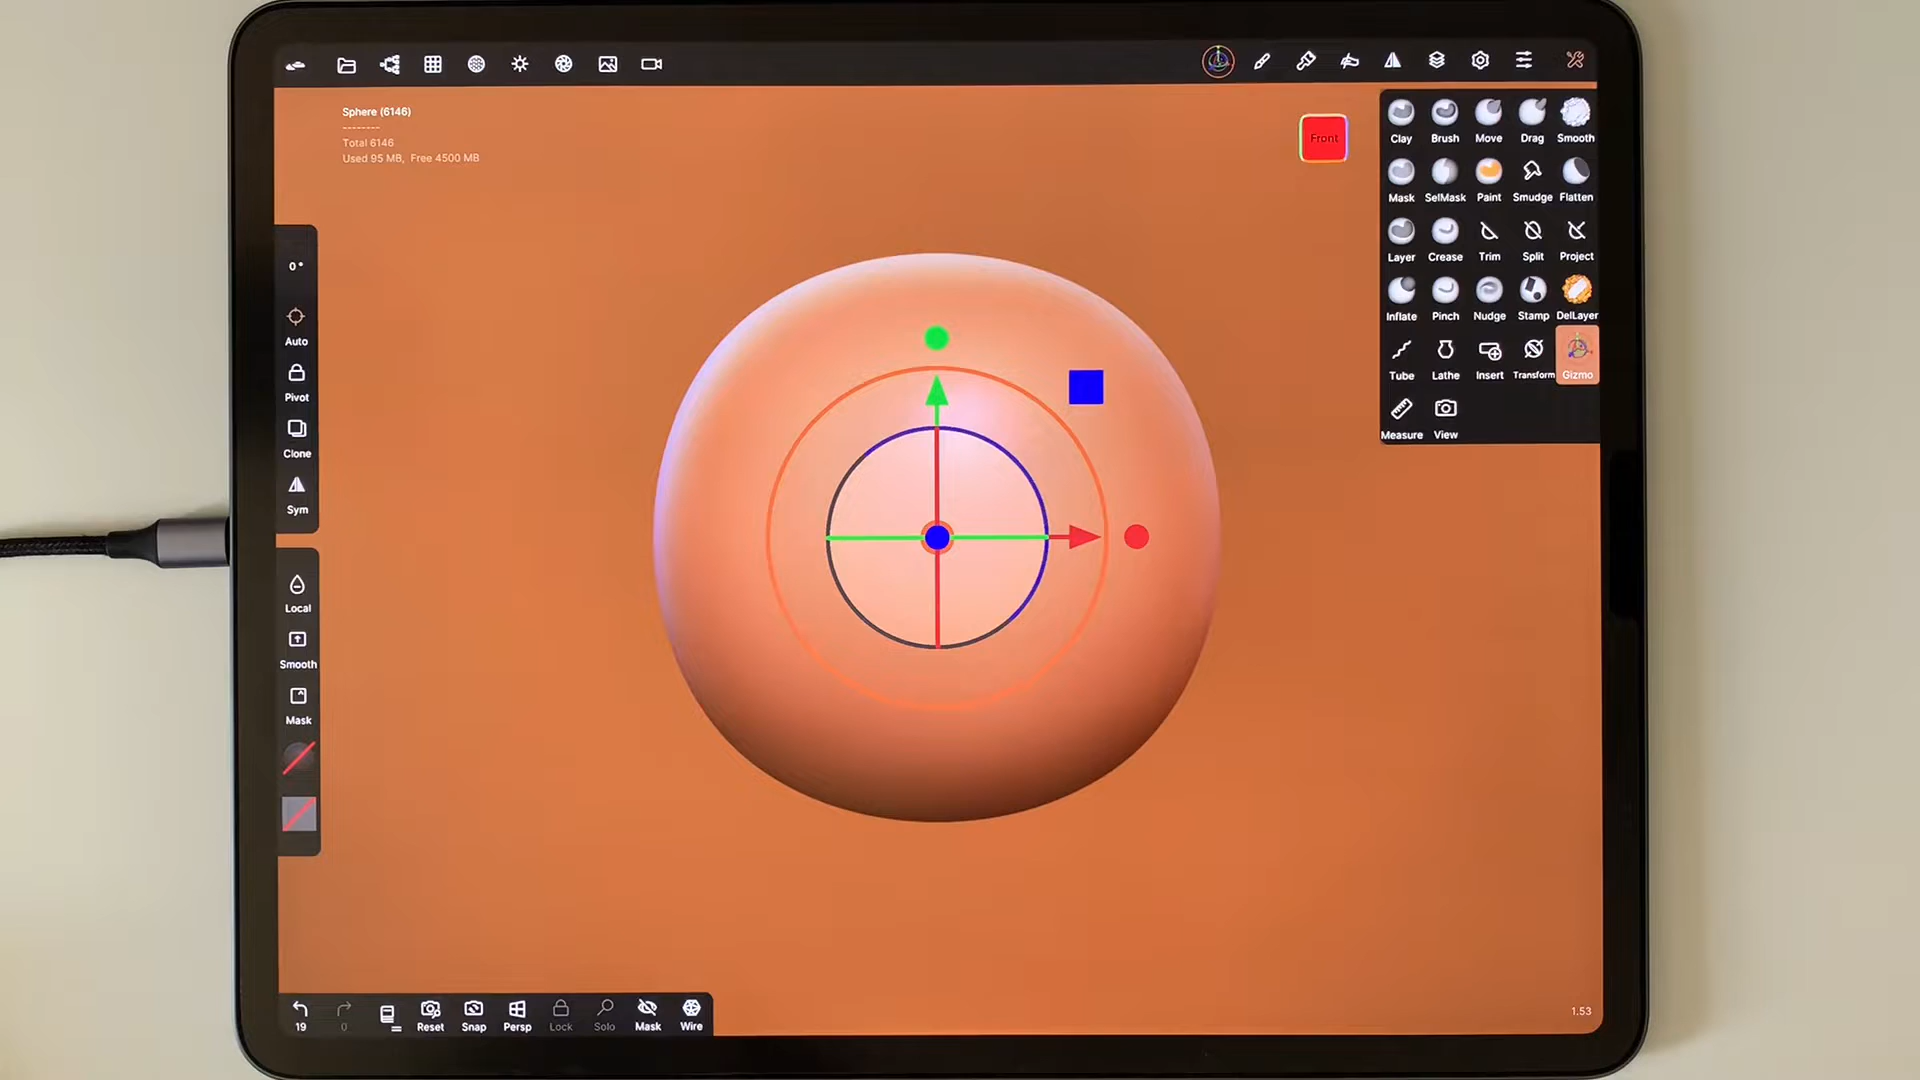 Sphere (6146)
--------
Total 6146
Used 95 MB, Free 4500 MB
Front
Clay Brush Move Drag Smooth
Mask SelMask Paint Smudge Flatten
Layer Crease Trim Split Project
Inflate Pinch Nudge Stamp DelLayer
Tube Lathe Insert Transform Gizmo
Measure View
0°
Auto
Pivot
Clone
Sym
Local
Smooth
Mask
19 0 Reset Snap Persp Lock Solo Mask Wire
1.53